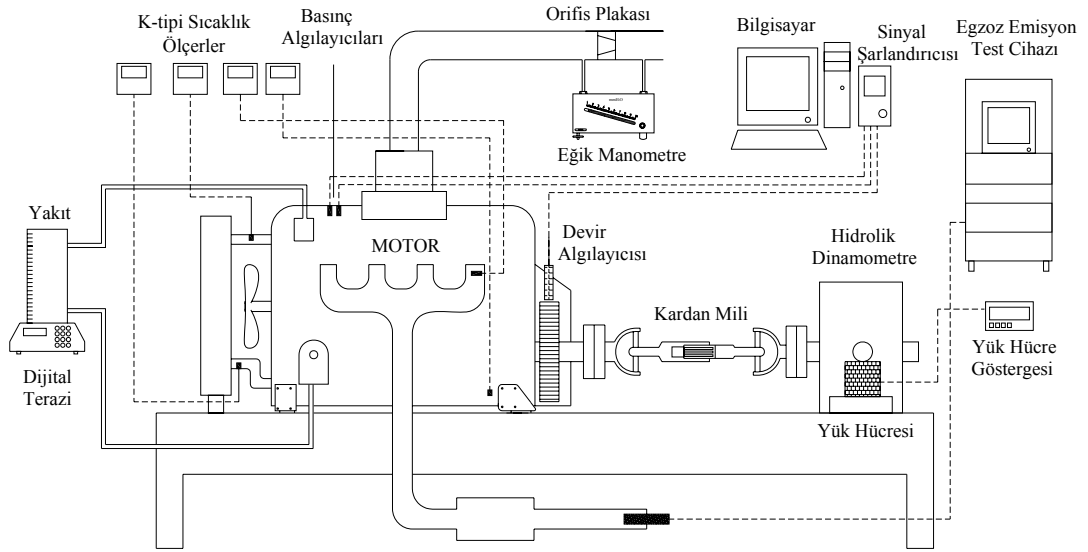 K-tipi Sıcaklık
Ölçerler
Basınç
Algılayıcıları
Orifis Plakası
Eğik Manometre
Bilgisayar
Sinyal
Şarlandırıcısı
Egzoz Emisyon
Test Cihazı
Yakıt
MOTOR
Devir
Algılayıcısı
Hidrolik
Dinamometre
Kardan Mili
Yük Hücre
Göstergesi
Dijital
Terazi
Yük Hücresi